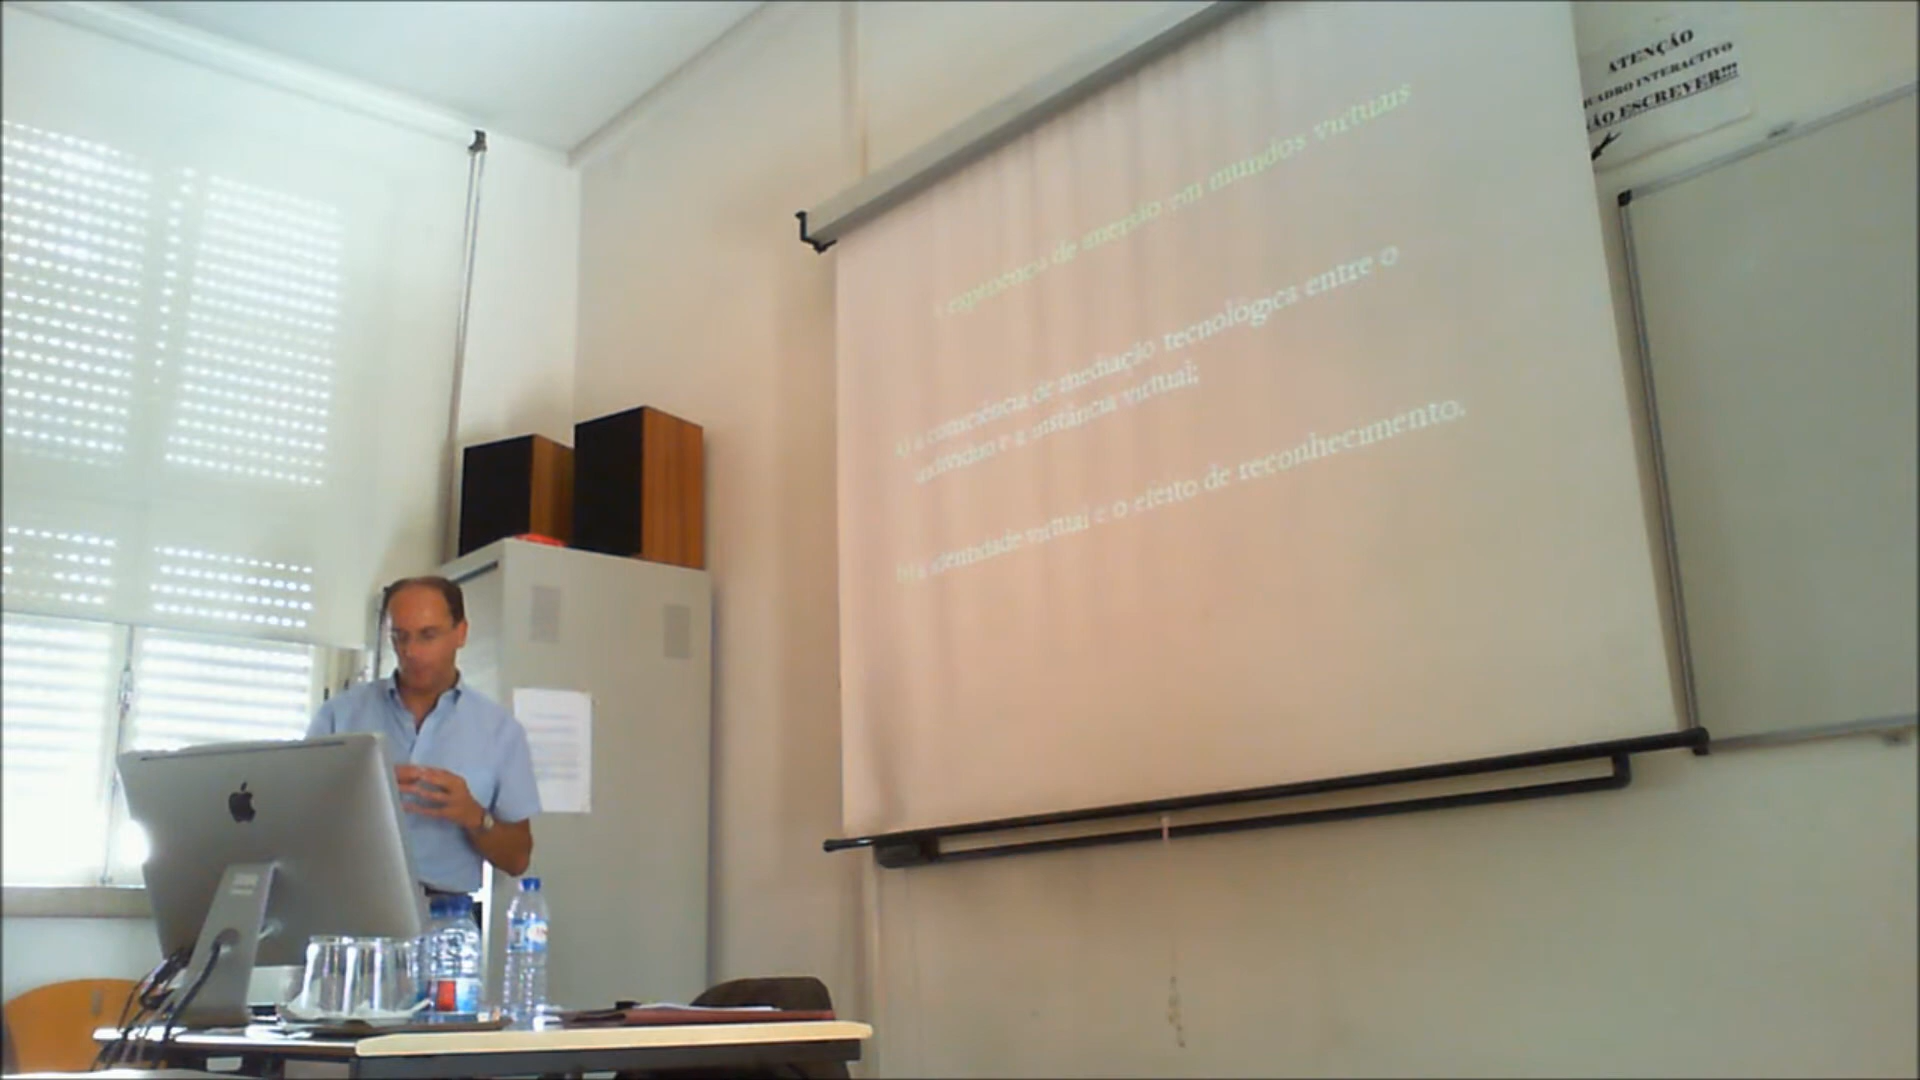 ATENÇÃO
QUADRO INTERACTIVO
NÃO ESCREVER!!!
experiência de imersão em mundos virtuais
a) a consciência de mediação tecnológica entre o
indivíduo e a instância virtual;
b) a identidade virtual e o efeito de reconhecimento.